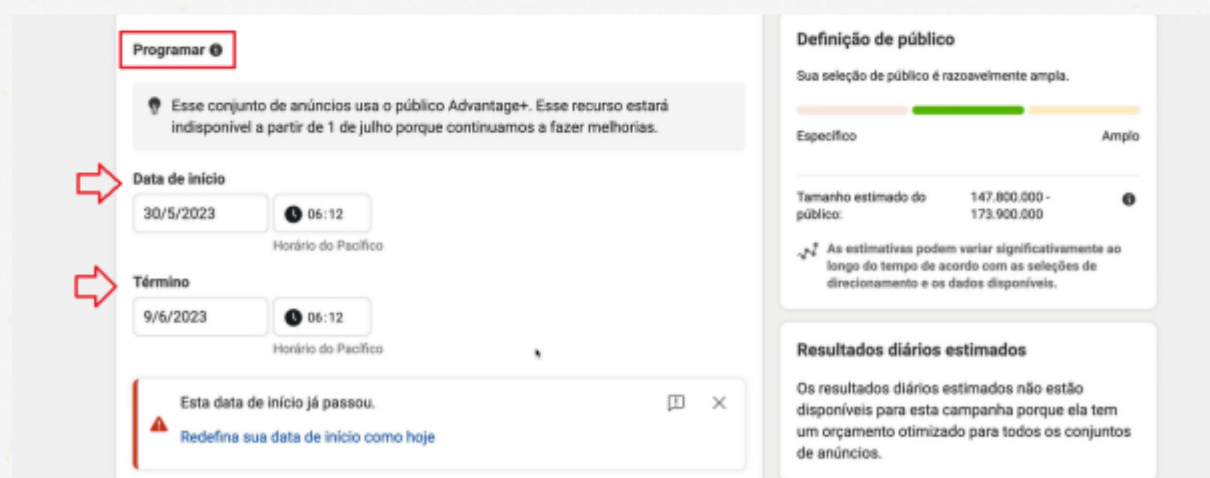 Programar
Esse conjunto de anúncios usa o público Advantage+. Esse recurso estará
indisponível a partir de 1 de julho porque continuamos a fazer melhorias.
Data de início
30/5/2023 06:12
Horário do Pacífico
Término
9/6/2023 06:12
Horário do Pacífico
Esta data de início já passou.
Redefina sua data de início como hoje
Definição de público
Sua seleção de público é razoavelmente ampla.
Específico Amplo
Tamanho estimado do 147.800.000 -
público: 173.900.000
As estimativas podem variar significativamente ao
longo do tempo de acordo com as seleções de
direcionamento e os dados disponíveis.
Resultados diários estimados
Os resultados diários estimados não estão
disponíveis para esta campanha porque ela tem
um orçamento otimizado para todos os conjuntos
de anúncios.